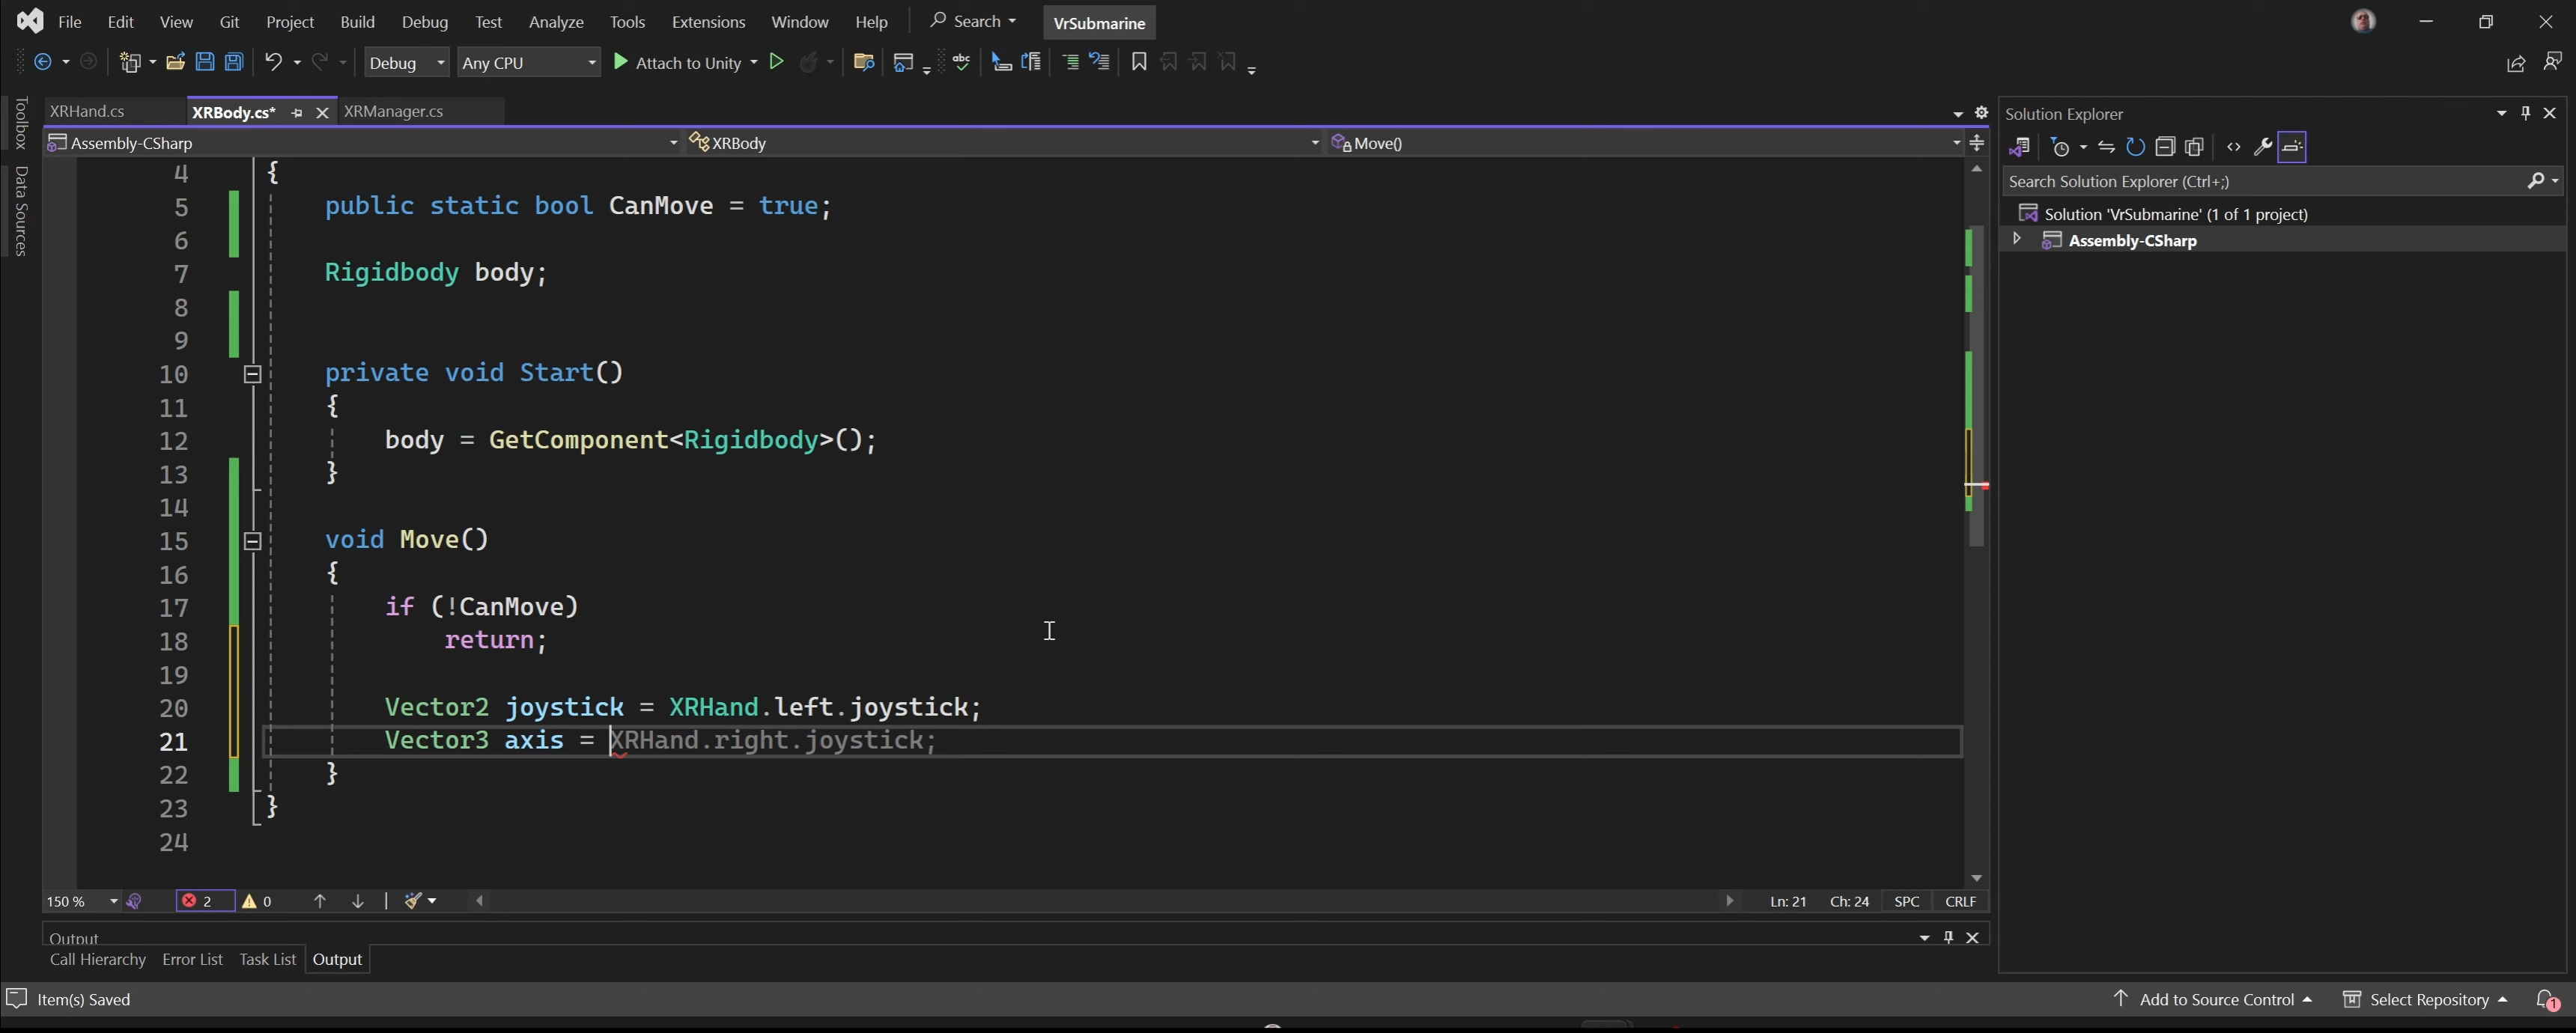 File Edit View Git Project Build Debug Test Analyze Tools Extensions Window Help Search VrSubmarine
Debug Any CPU Attach to Unity abc
Toolbox
Data Sources
XRHand.cs XRBody.cs* XRManager.cs
Assembly-CSharp XRBody Move()
4 {
5 public static bool CanMove = true;
6
7 Rigidbody body;
8
9
10 private void Start()
11 {
12 body = GetComponent<Rigidbody>();
13 }
14
15 void Move()
16 {
17 if (!CanMove)
18 return;
19
20 Vector2 joystick = XRHand.left.joystick;
21 Vector3 axis = XRHand.right.joystick;
22 }
23 }
24
150 % 2 0 Ln: 21 Ch: 24 SPC CRLF
Output
Call Hierarchy Error List Task List Output
Solution Explorer
Search Solution Explorer (Ctrl+;)
Solution 'VrSubmarine' (1 of 1 project)
Assembly-CSharp
Item(s) Saved Add to Source Control Select Repository 1